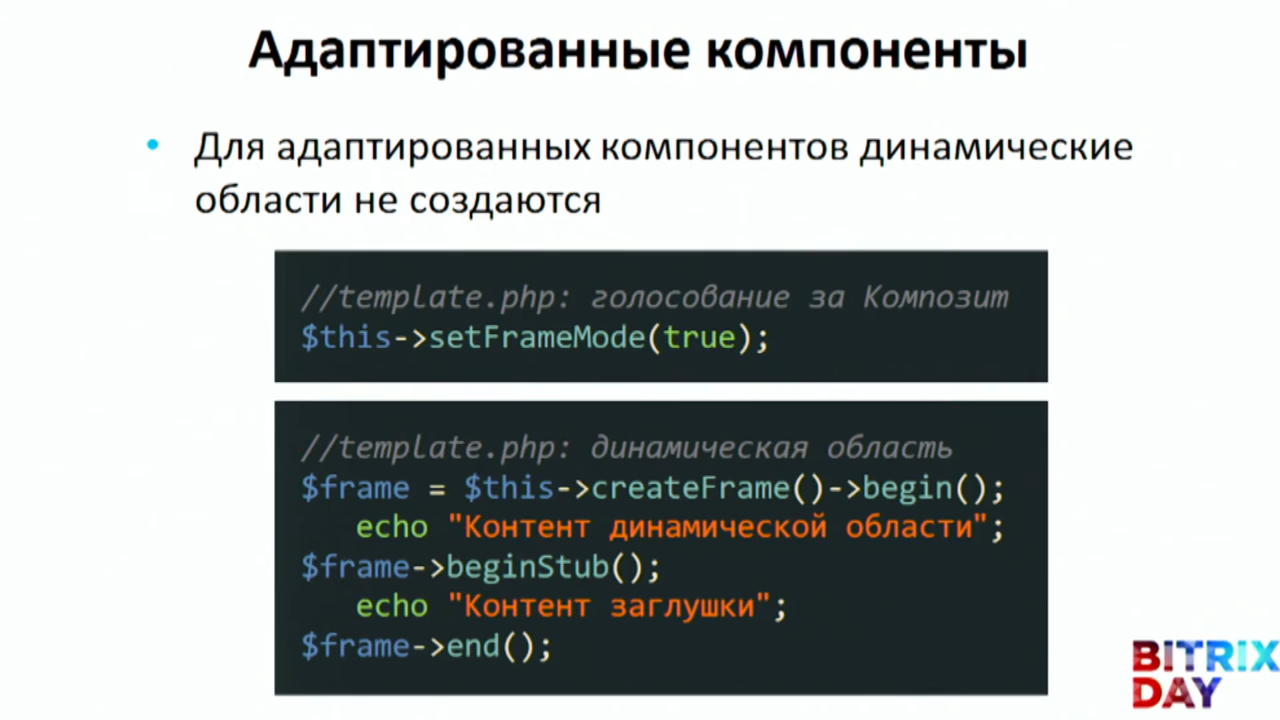 Адаптированные компоненты
• Для адаптированных компонентов динамические
области не создаются
//template.php: голосование за Композит
$this->setFrameMode(true);
//template.php: динамическая область
$frame = $this->createFrame()->begin();
echo "Контент динамической области";
$frame->beginStub();
echo "Контент заглушки";
$frame->end();
BITRIX
DAY